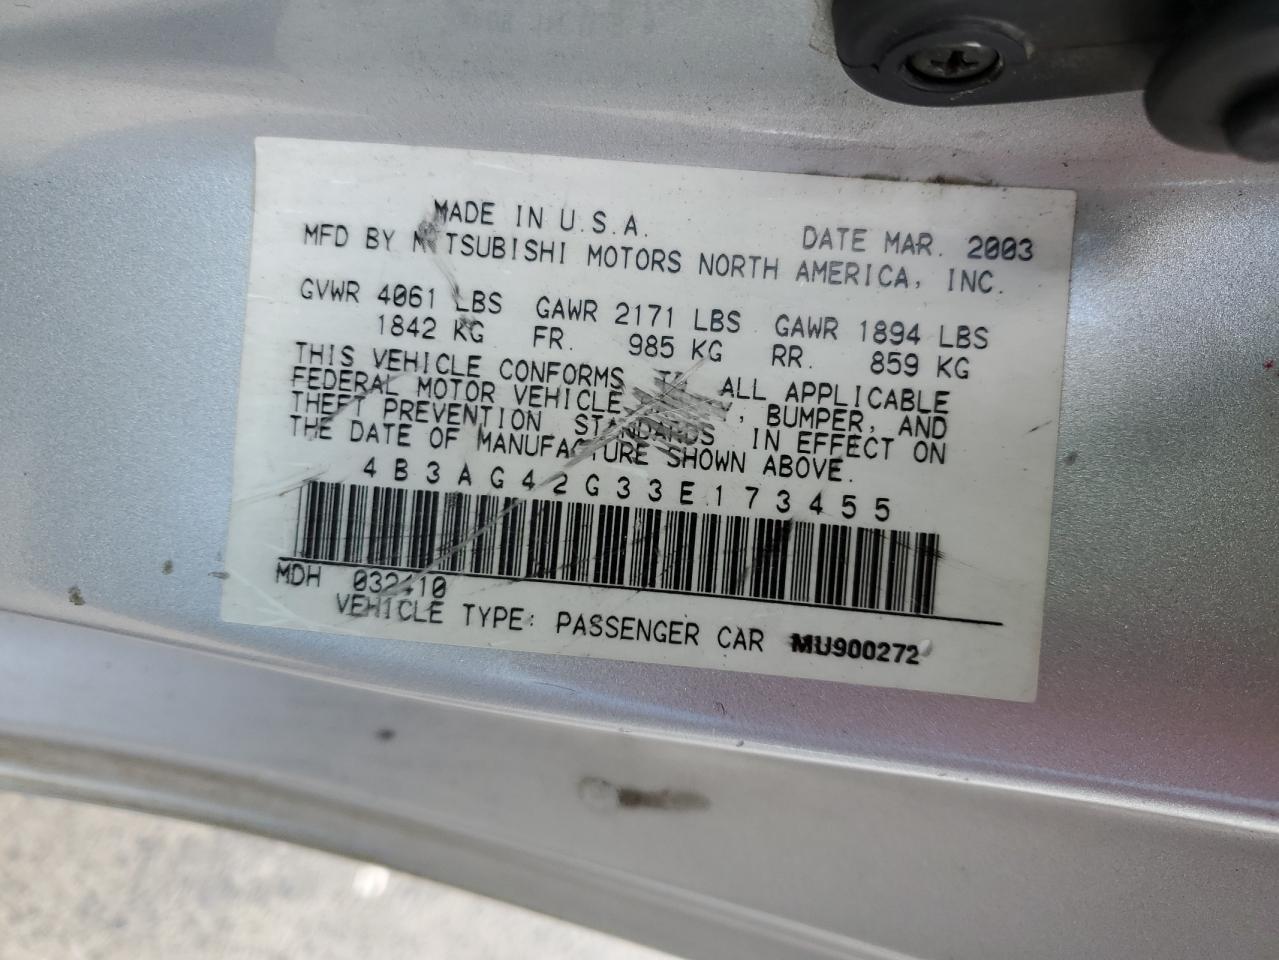 MADE IN U.S.A. DATE MAR. 2003
MFD BY MITSUBISHI MOTORS NORTH AMERICA, INC.
GVWR 4061 LBS GAWR 2171 LBS GAWR 1894 LBS
1842 KG FR. 985 KG RR. 859 KG
THIS VEHICLE CONFORMS TO ALL APPLICABLE
FEDERAL MOTOR VEHICLE , BUMPER, AND
THEFT PREVENTION STANDARDS IN EFFECT ON
THE DATE OF MANUFACTURE SHOWN ABOVE.
4B3AG42G33E173455
MDH
VEHICLE TYPE: PASSENGER CAR MU900272